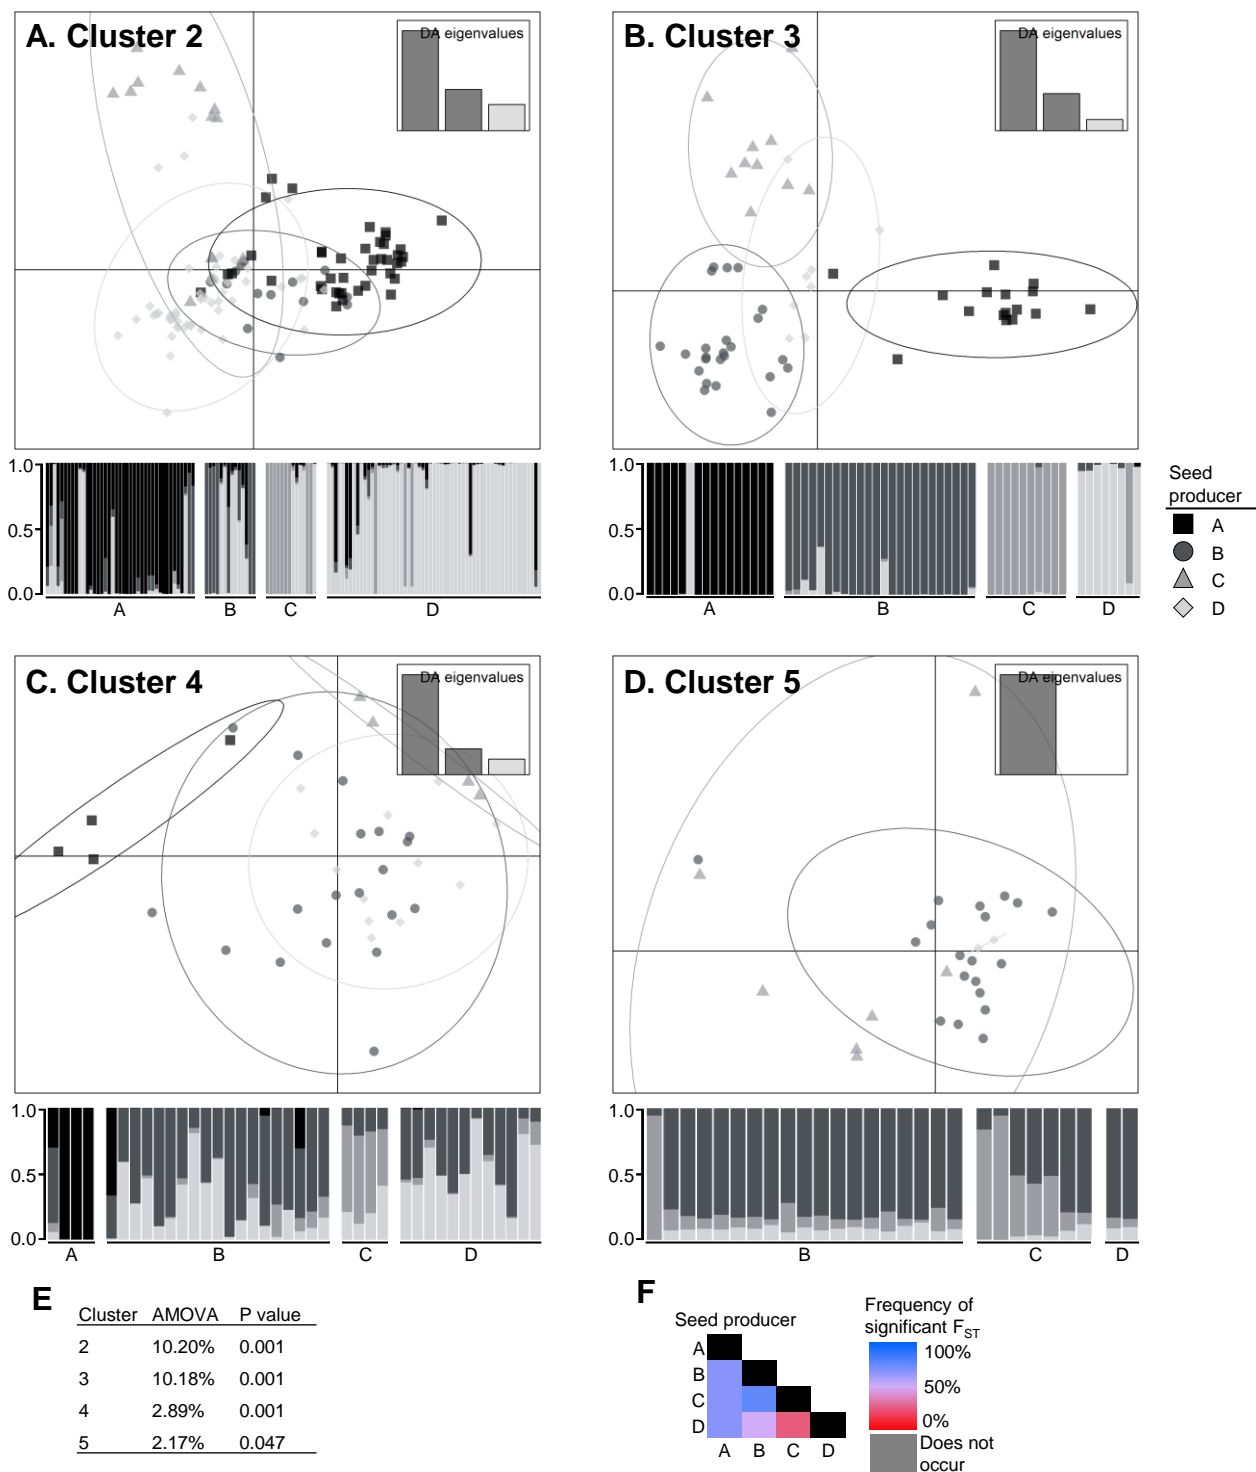 A. Cluster 2
DA eigenvalues
B. Cluster 3
DA eigenvalues
1.0
0.5
0.0
A B C D
1.0
0.5
0.0
A B C D
Seed
producer
A
B
C
D
C. Cluster 4
DA eigenvalues
D. Cluster 5
DA eigenvalues
1.0
0.5
0.0
A B C D
1.0
0.5
0.0
B C D
E
Cluster AMOVA P value
2 10.20% 0.001
3 10.18% 0.001
4 2.89% 0.001
5 2.17% 0.047
F
Seed producer
A
B
C
D
A B C D
Frequency of
significant FST
100%
50%
0%
Does not
occur